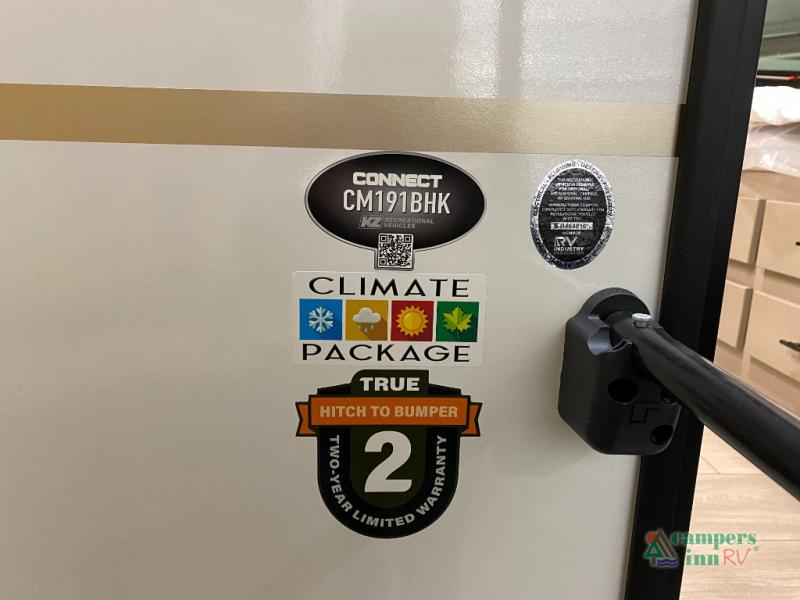 CONNECT
CM191BHK
KZ RECREATIONAL
VEHICLES
CLIMATE
PACKAGE
TRUE
HITCH TO BUMPER
2
TWO-YEAR LIMITED WARRANTY
RV
INDUSTRY
Campers
inn RV